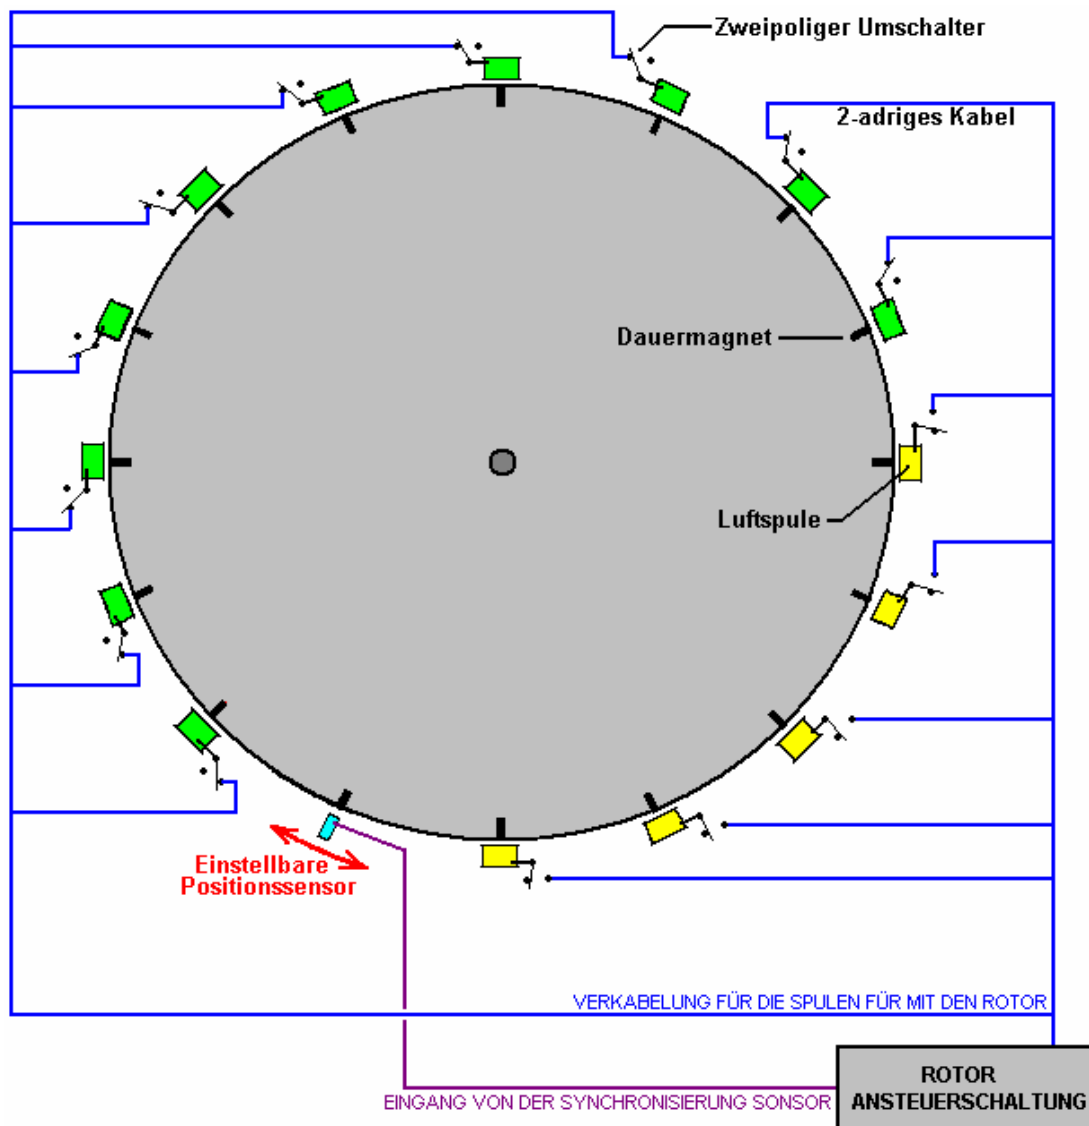 Zweipoliger Umschalter
2-adriges Kabel
Dauermagnet
Luftspule
Einstellbare
Positionssensor
VERKABELUNG FÜR DIE SPULEN FÜR MIT DEN ROTOR
ROTOR
ANSTEUERSCHALTUNG
EINGANG VON DER SYNCHRONISIERUNG SONSOR